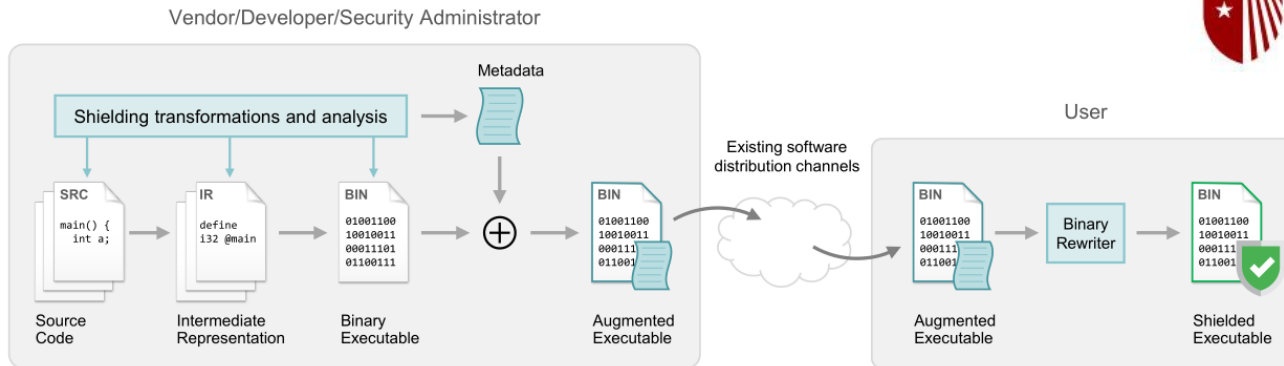 Vendor/Developer/Security Administrator
Metadata
Shielding transformations and analysis
SRC
main() {
int a;
Source
Code
IR
define
i32 @main
Intermediate
Representation
BIN
01001100
10010011
00011101
01100111
Binary
Executable
BIN
01001100
10010011
000111
011001
Augmented
Executable
Existing software
distribution channels
User
BIN
01001100
10010011
000111
011001
Augmented
Executable
Binary
Rewriter
BIN
01001100
10010011
000111
01100
Shielded
Executable